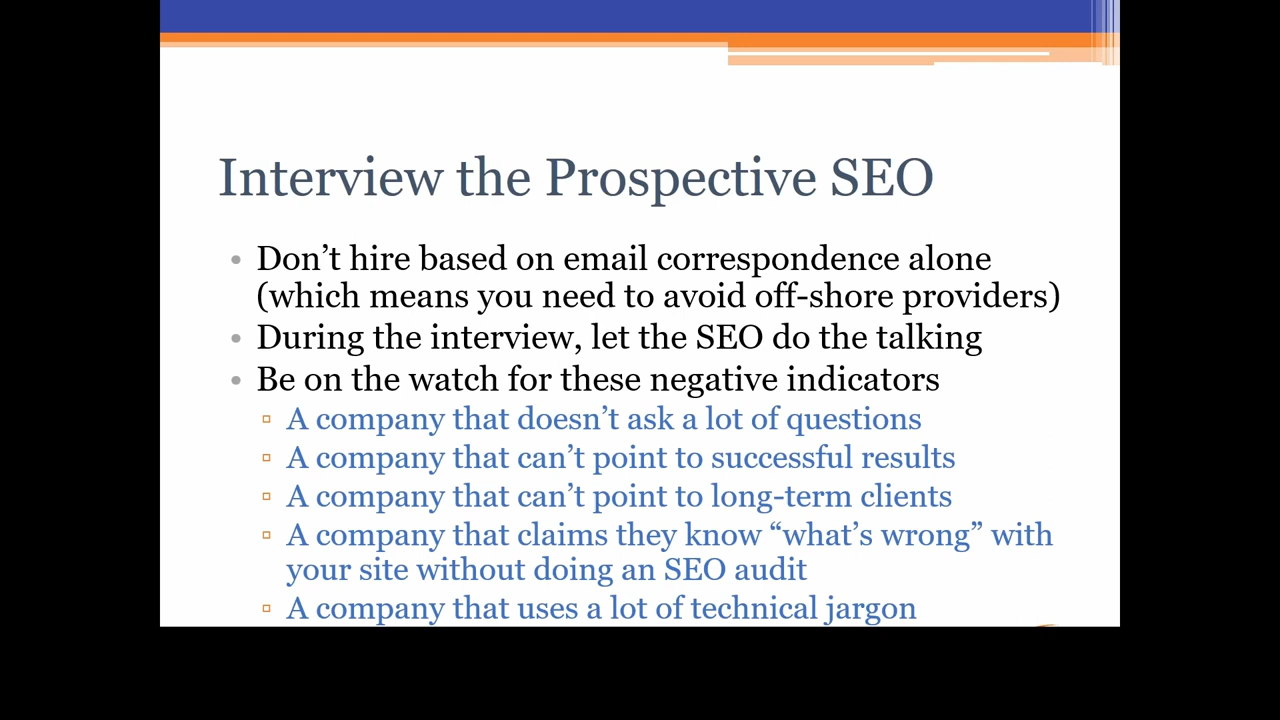 Interview the Prospective SEO
• Don’t hire based on email correspondence alone
(which means you need to avoid off-shore providers)
• During the interview, let the SEO do the talking
• Be on the watch for these negative indicators
▫ A company that doesn’t ask a lot of questions
▫ A company that can’t point to successful results
▫ A company that can’t point to long-term clients
▫ A company that claims they know “what’s wrong” with
your site without doing an SEO audit
▫ A company that uses a lot of technical jargon